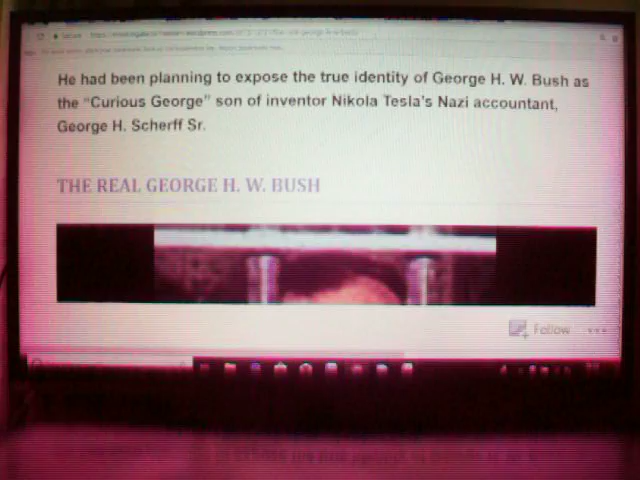 He had been planning to expose the true identity of George H. W. Bush as
the “Curious George” son of inventor Nikola Tesla's Nazi accountant,
George H. Scherff Sr.
THE REAL GEORGE H. W. BUSH
Follow